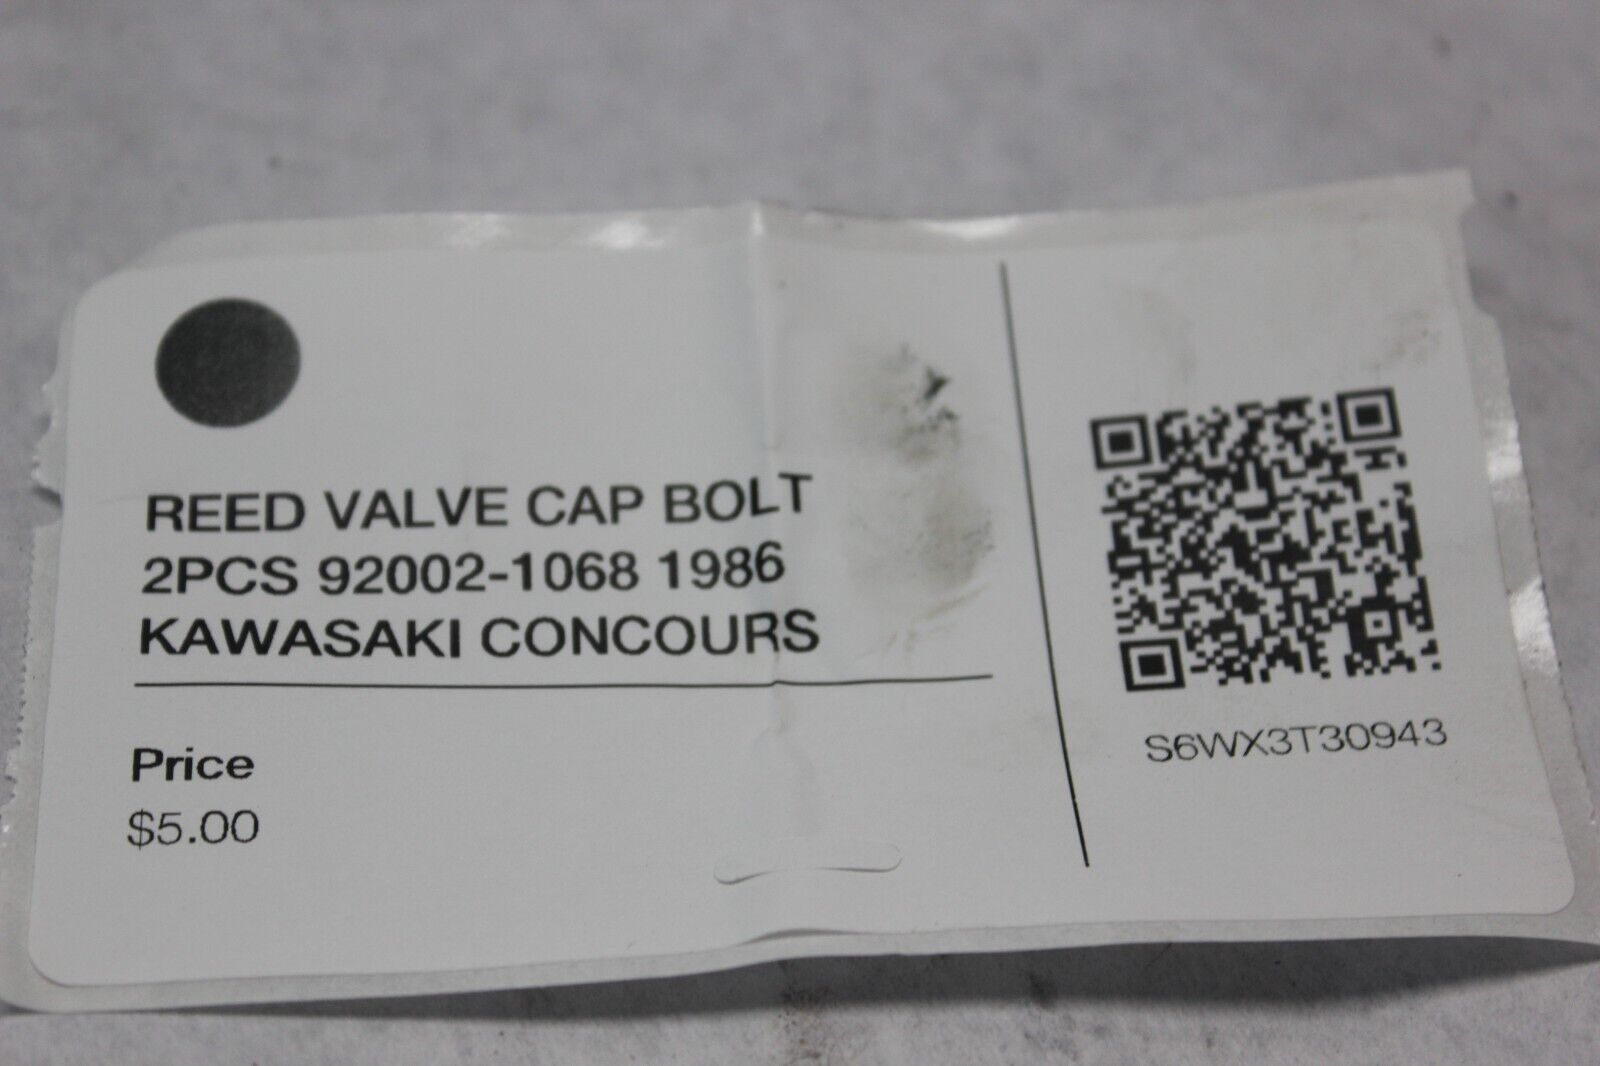 REED VALVE CAP BOLT
2PCS 92002-1068 1986
KAWASAKI CONCOURS
Price
$5.00
S6WX3T30943